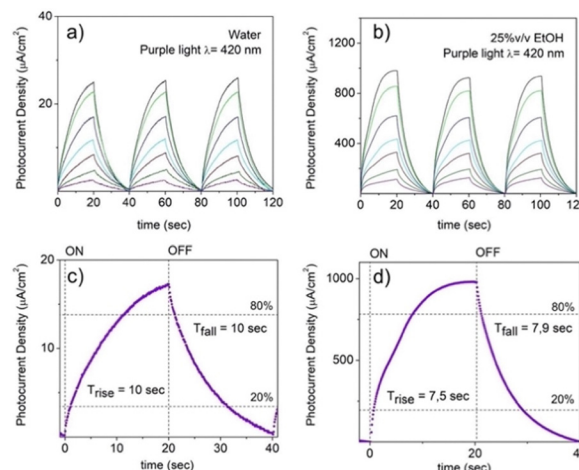 a) Water
Purple light λ= 420 nm
Photocurrent Density (μA/cm²)
40
20
0
0 20 40 60 80 100 120
time (sec)
b) 25%v/v EtOH
Purple light λ= 420 nm
Photocurrent Density (μA/cm²)
1200
800
400
0 20 40 60 80 100 120
time (sec)
ON OFF
c)
Photocurrent Density (μA/cm²)
20
10
0
80%
Tfall = 10 sec
Trise = 10 sec
20%
0 10 20 30 40
time (sec)
ON OFF
d)
Photocurrent Density (μA/cm²)
1000
500
0
80%
Tfall = 7,9 sec
Trise = 7,5 sec
20%
0 20 40
time (sec)